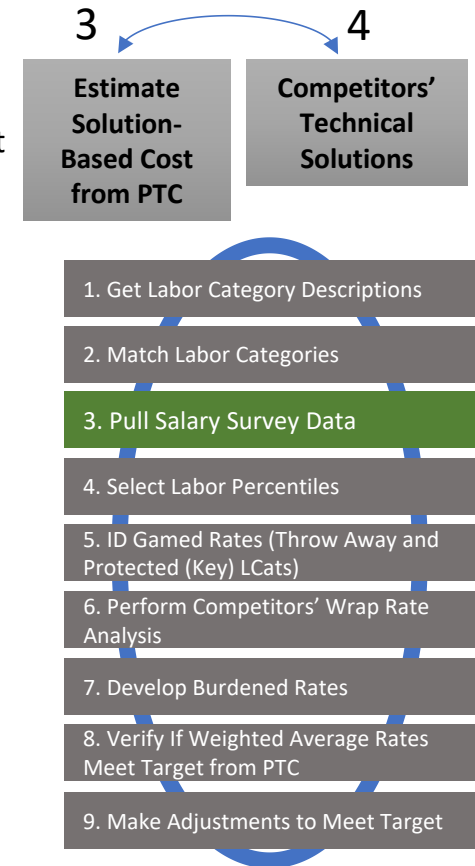 3
4
Estimate
Solution-
Based Cost
from PTC
Competitors’
Technical
Solutions
t
1. Get Labor Category Descriptions
2. Match Labor Categories
3. Pull Salary Survey Data
4. Select Labor Percentiles
5. ID Gamed Rates (Throw Away and
Protected (Key) LCats)
6. Perform Competitors’ Wrap Rate
Analysis
7. Develop Burdened Rates
8. Verify If Weighted Average Rates
Meet Target from PTC
9. Make Adjustments to Meet Target